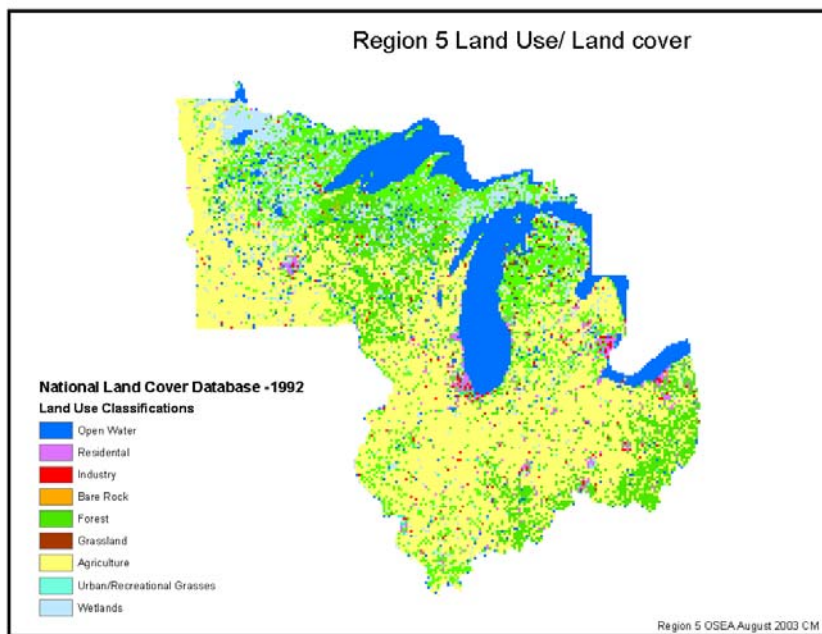 Region 5 Land Use/ Land cover
National Land Cover Database -1992
Land Use Classifications
Open Water
Residental
Industry
Bare Rock
Forest
Grassland
Agriculture
Urban/Recreational Grasses
Wetlands
Region 5 OSEA.August 2003 CM